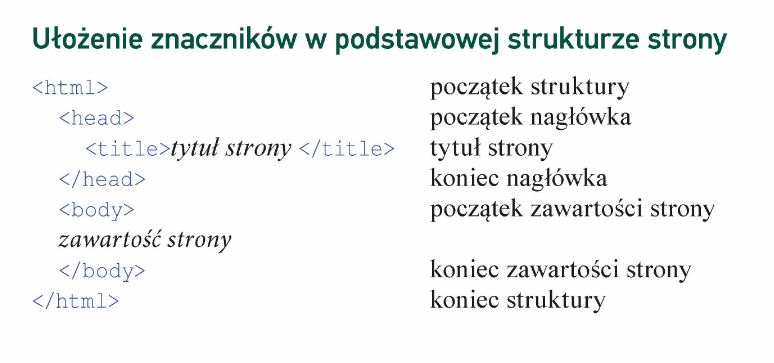 Ułożenie znaczników w podstawowej strukturze strony
<html> początek struktury
<head> początek nagłówka
<title>tytuł strony </title> tytuł strony
</head> koniec nagłówka
<body> początek zawartości strony
zawartość strony
</body> koniec zawartości strony
</html> koniec struktury